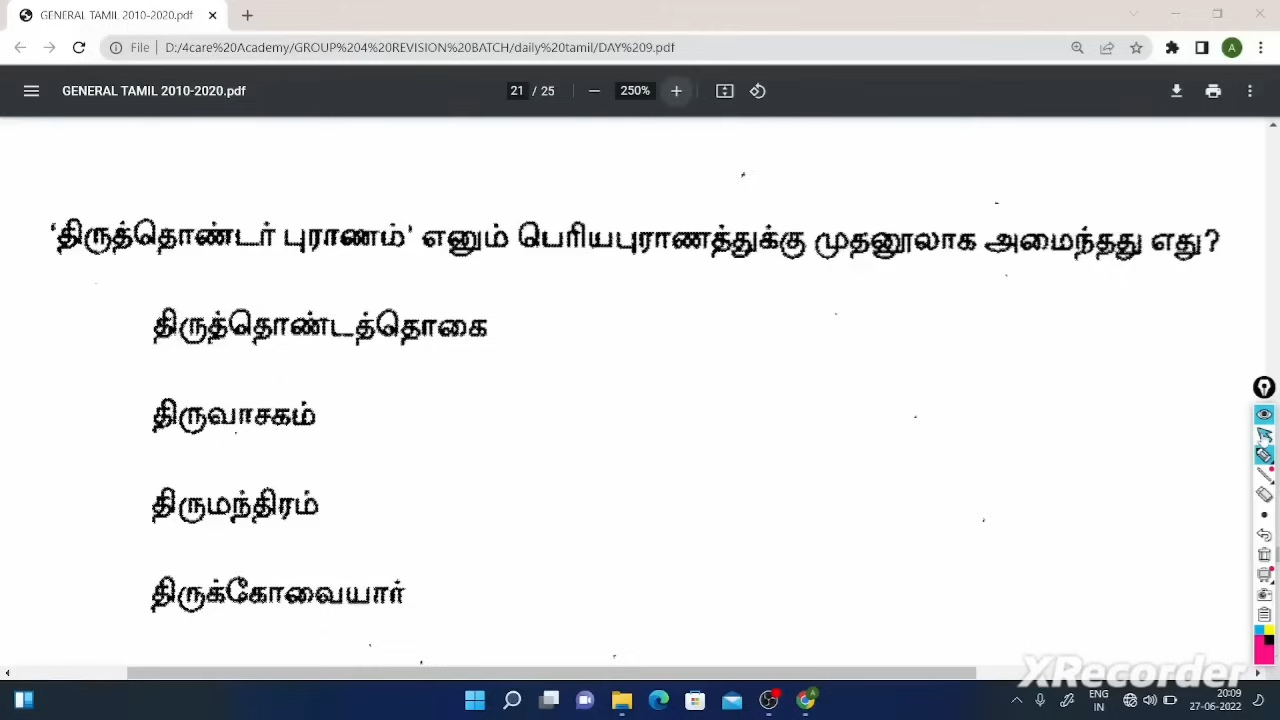 GENERAL TAMIL 2010-2020.pdf
File | D:/4care%20Academy/GROUP%204%20REVISION%20BATCH/daily%20tamil/DAY%209.pdf
A
GENERAL TAMIL 2010-2020.pdf
21 / 25
250%
'திருத்தொண்டர் புராணம்' எனும் பெரியபுராணத்துக்கு முதனூலாக அமைந்தது எது?
திருத்தொண்டத்தொகை
திருவாசகம்
திருமந்திரம்
திருக்கோவையார்
XRecorder
ENG
IN
20:09
27-06-2022